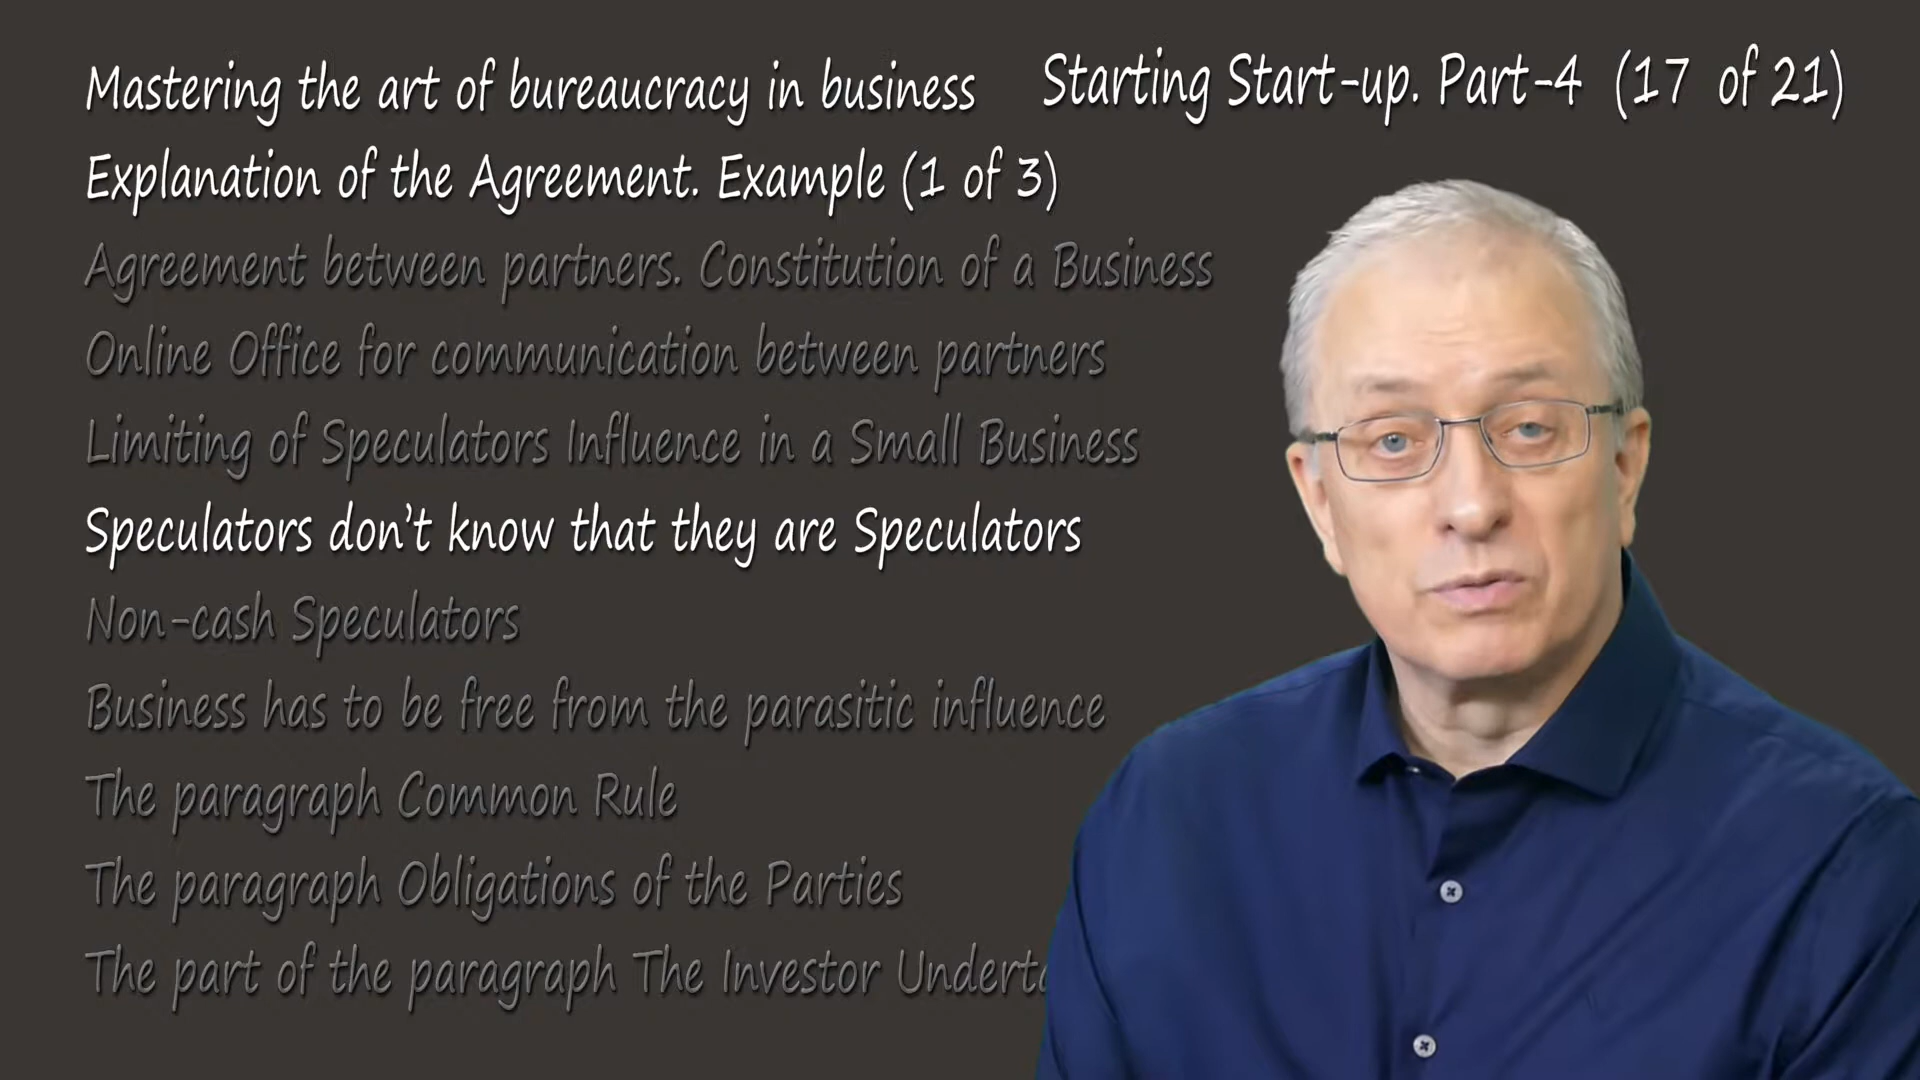 Mastering the art of bureaucracy in business
Starting Start-up. Part-4 (17 of 21)
Explanation of the Agreement. Example (1 of 3)
Agreement between partners. Constitution of a Business
Online Office for communication between partners
Limiting of Speculators Influence in a Small Business
Speculators don't know that they are Speculators
Non-cash Speculators
Business has to be free from the parasitic influence
The paragraph Common Rule
The paragraph Obligations of the Parties
The part of the paragraph The Investor